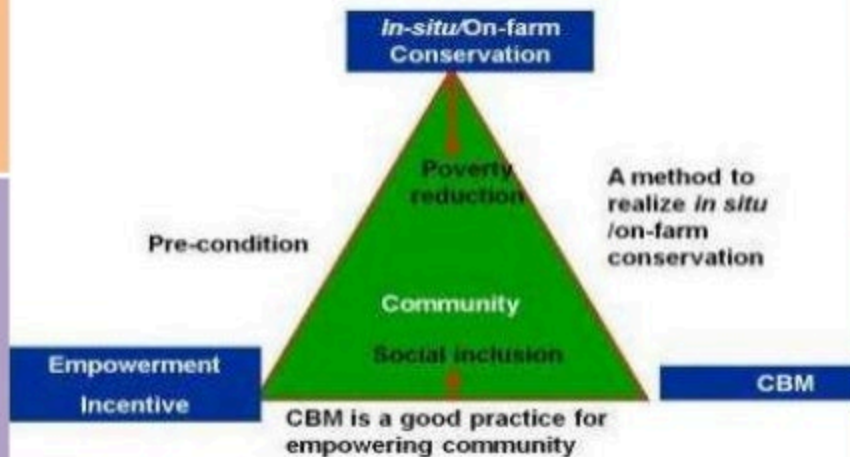 In-situ/On-farm
Conservation
Poverty
reduction
A method to
realize in situ
/on-farm
conservation
Pre-condition
Community
Social inclusion
Empowerment
Incentive
CBM
CBM is a good practice for
empowering community